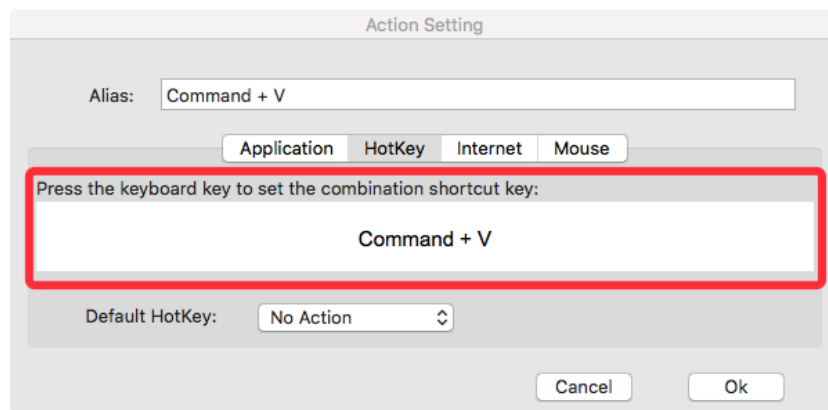 Action Setting
Alias: Command + V
Application HotKey Internet Mouse
Press the keyboard key to set the combination shortcut key:
Command + V
Default HotKey: No Action
Cancel Ok